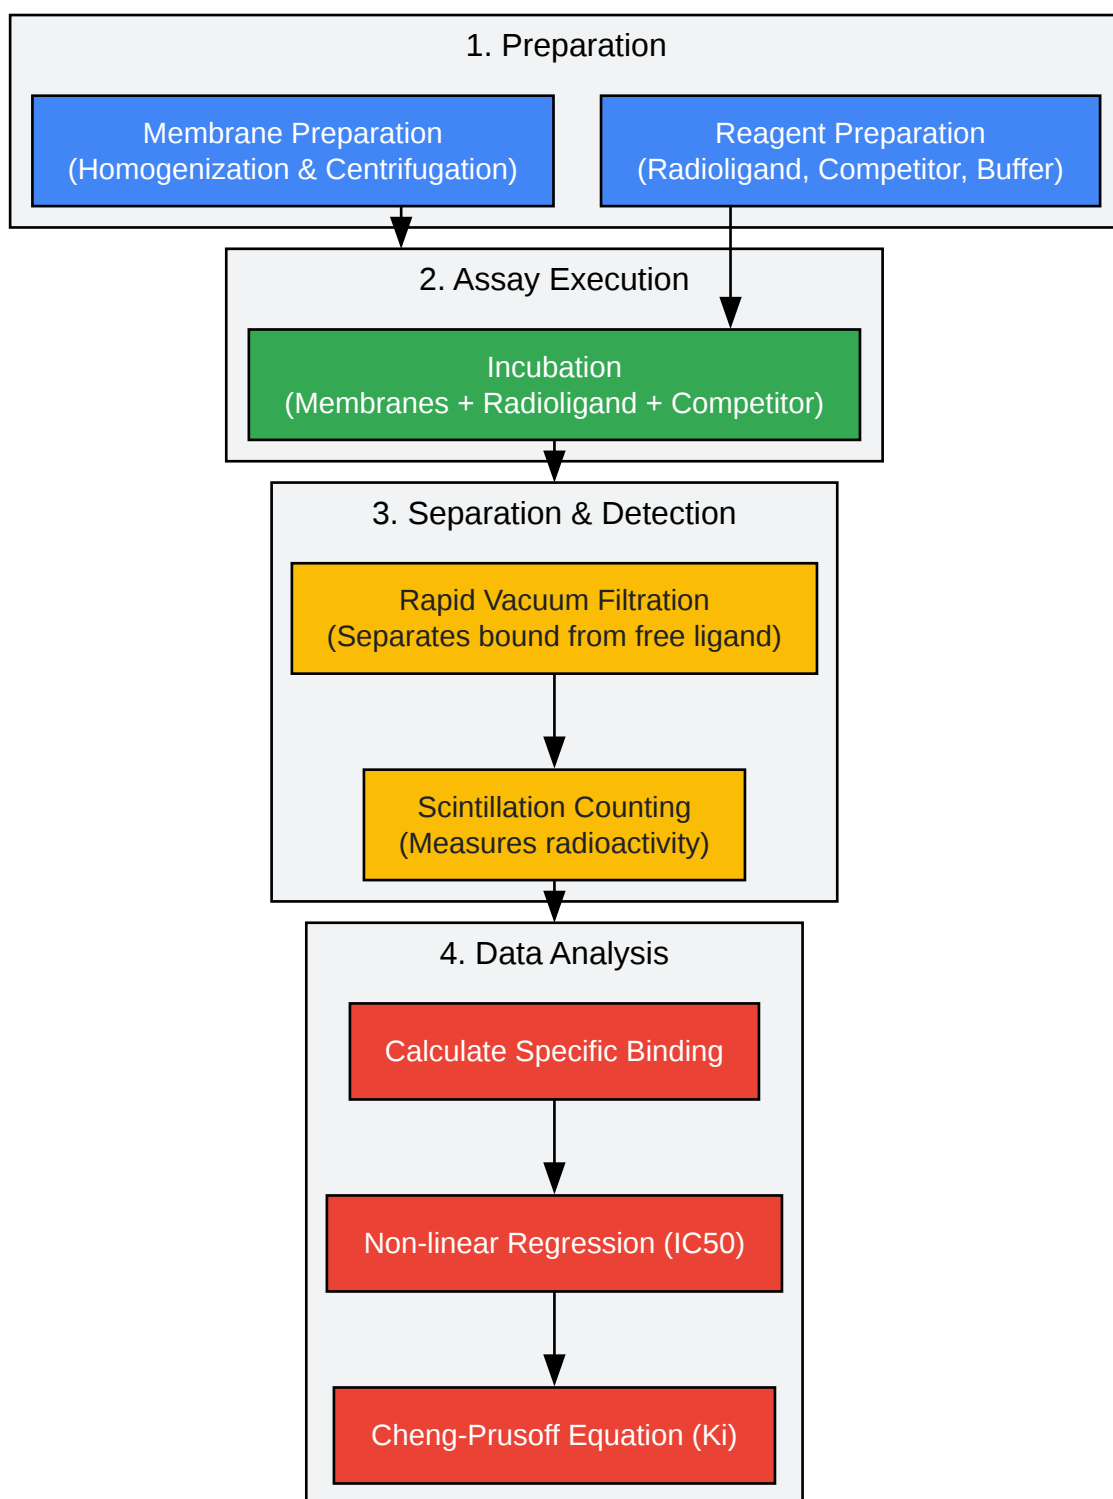 1. Preparation
Membrane Preparation
(Homogenization & Centrifugation)
Reagent Preparation
(Radioligand, Competitor, Buffer)
2. Assay Execution
Incubation
(Membranes + Radioligand + Competitor)
3. Separation & Detection
Rapid Vacuum Filtration
(Separates bound from free ligand)
Scintillation Counting
(Measures radioactivity)
4. Data Analysis
Calculate Specific Binding
Non-linear Regression (IC50)
Cheng-Prusoff Equation (Ki)